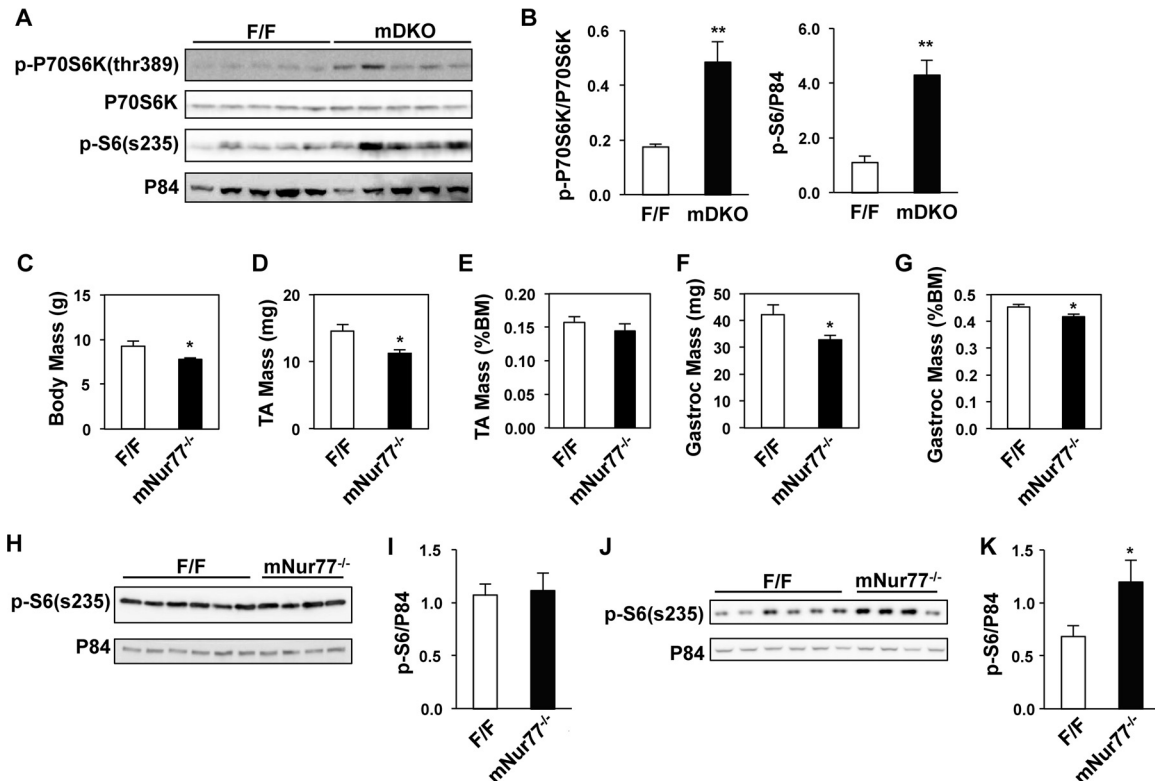 A
F/F mDKO
p-P70S6K(thr389)
P70S6K
p-S6(s235)
P84
B
p-P70S6K/P70S6K
0.6
0.4
0.2
0.0
**
F/F mDKO
p-S6/P84
6.0
4.0
2.0
0.0
**
F/F mDKO
C
Body Mass (g)
15
10
5
0
*
F/F
mNur77-/-
D
TA Mass (mg)
20
10
0
*
F/F
mNur77-/-
E
TA Mass (%BM)
0.20
0.15
0.10
0.05
0.00
F/F
mNur77-/-
F
Gastroc Mass (mg)
50
40
30
20
10
0
*
F/F
mNur77-/-
G
Gastroc Mass (%BM)
0.5
0.4
0.3
0.2
0.1
0.0
*
F/F
mNur77-/-
H
F/F mNur77-/-
p-S6(s235)
P84
I
p-S6/P84
1.5
1.0
0.5
0.0
F/F
mNur77-/-
J
F/F mNur77-/-
p-S6(s235)
P84
K
p-S6/P84
1.5
1.0
0.5
0.0
*
F/F
mNur77-/-